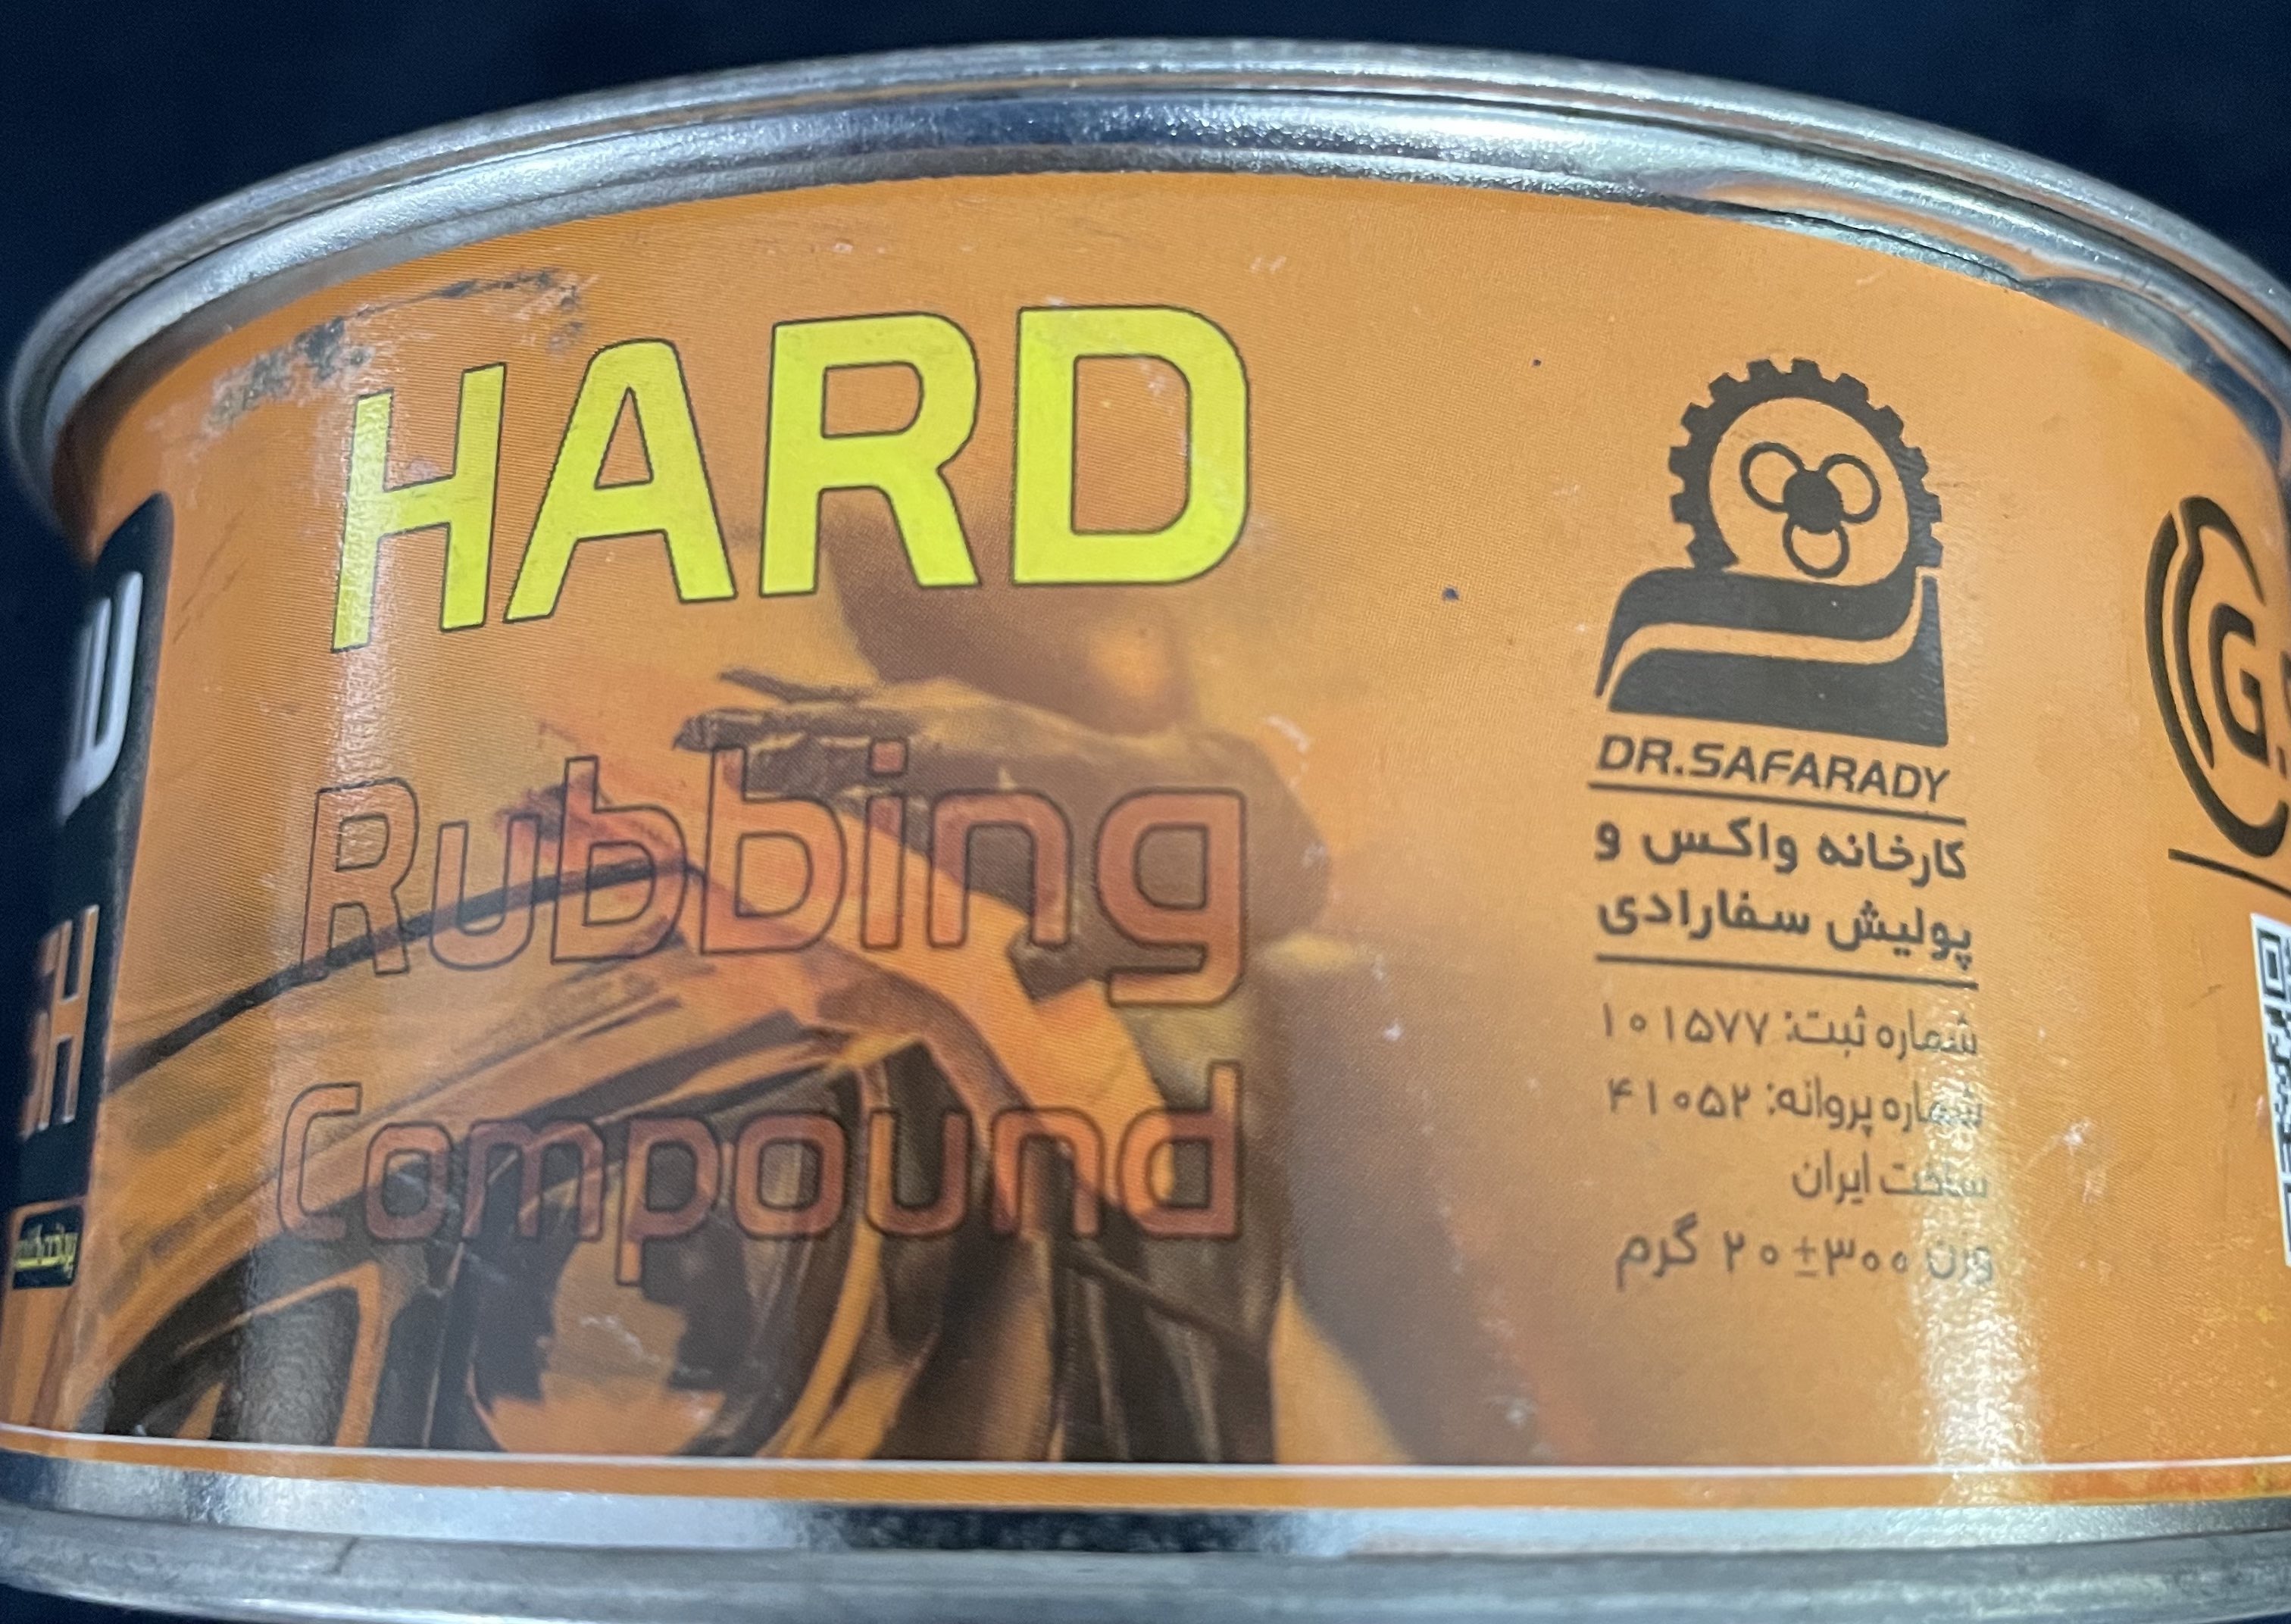 HARD
Rubbing
Compound
DR.SAFARADY
کارخانه واکس و
پولیش سفارادی
شماره ثبت: ۱۰۱۵۷۷
شماره پروانه: ۴۱۰۵۲
ساخت ایران
وزن ۳۰۰±۲۰ گرم
G